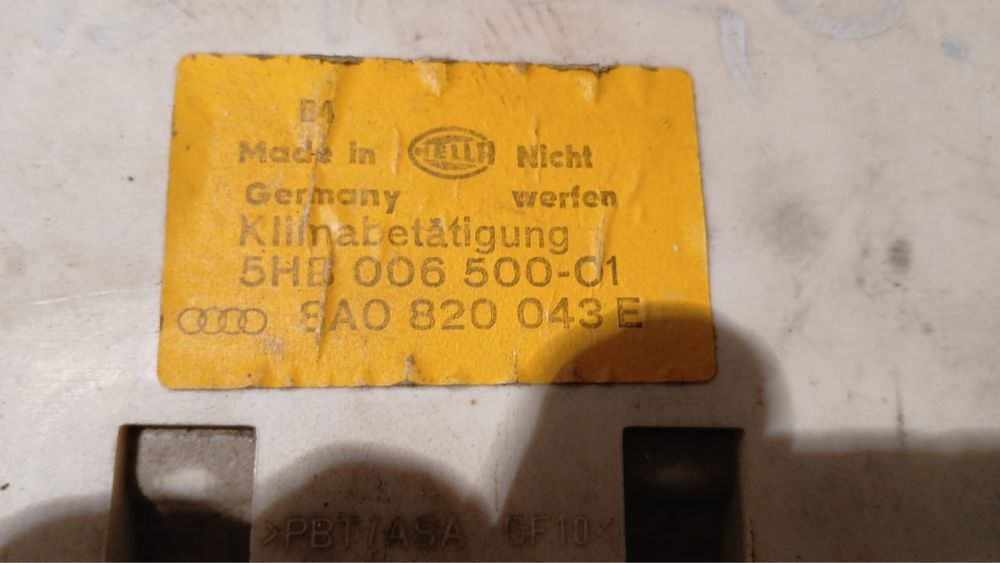 B4
Made in HELLA Nicht
Germany werfen
Klimabetätigung
5HB 006 500-01
8A0 820 043 E
>PBT/ASA GF10<